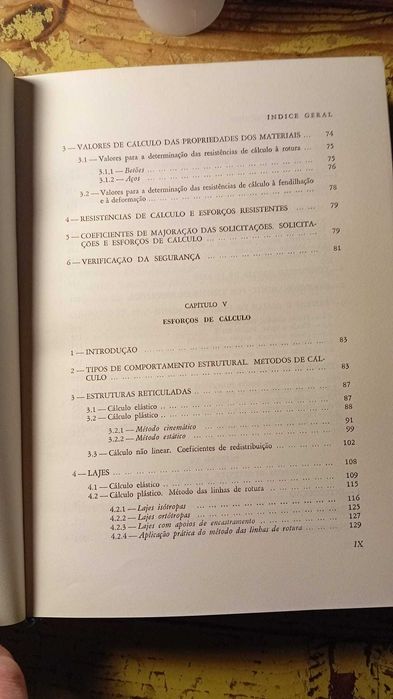 ÍNDICE GERAL
3 — VALORES DE CÁLCULO DAS PROPRIEDADES DOS MATERIAIS ... 74
3.1 — Valores para a determinação das resistências de cálculo à rotura ... 75
3.1.1 — Betões ... 75
3.1.2 — Aços ... 76
3.2 — Valores para a determinação das resistências de cálculo à fendilhação
e à deformação ... 78
4 — RESISTÊNCIAS DE CÁLCULO E ESFORÇOS RESISTENTES ... 79
5 — COEFICIENTES DE MAJORAÇÃO DAS SOLICITAÇÕES. SOLICITA-
ÇÕES E ESFORÇOS DE CÁLCULO ... 79
6 — VERIFICAÇÃO DA SEGURANÇA ... 81
CAPÍTULO V
ESFORÇOS DE CÁLCULO
1 — INTRODUÇÃO ... 83
2 — TIPOS DE COMPORTAMENTO ESTRUTURAL. MÉTODOS DE CÁL-
CULO ... 83
3 — ESTRUTURAS RETICULADAS ... 87
3.1 — Cálculo elástico ... 87
3.2 — Cálculo plástico ... 88
3.2.1 — Método cinemático ... 91
3.2.2 — Método estático ... 99
3.3 — Cálculo não linear. Coeficientes de redistribuição ... 102
4 — LAJES ... 108
4.1 — Cálculo elástico ... 109
4.2 — Cálculo plástico. Método das linhas de rotura ... 115
4.2.1 — Lajes isótropas ... 116
4.2.2 — Lajes ortótropas ... 125
4.2.3 — Lajes com apoios de encastramento ... 127
4.2.4 — Aplicação prática do método das linhas de rotura ... 129
IX